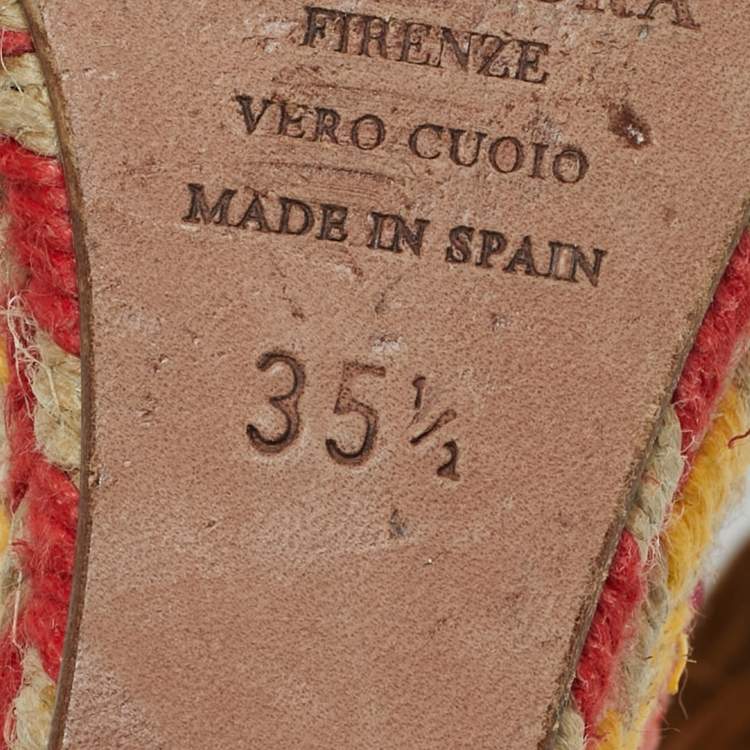 FIRENZE
VERO CUOIO
MADE IN SPAIN
35½